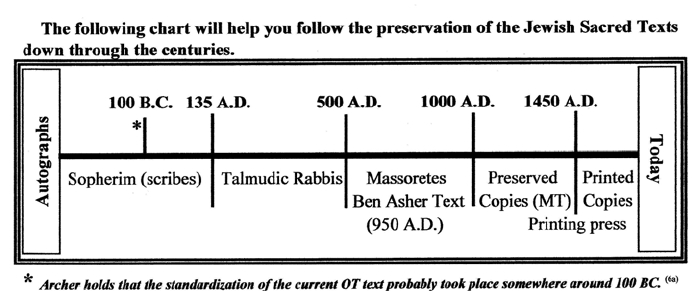 The following chart will help you follow the preservation of the Jewish Sacred Texts
down through the centuries.
Autographs
100 B.C. 135 A.D. 500 A.D. 1000 A.D. 1450 A.D.
*
Sopherim (scribes) Talmudic Rabbis Massoretes Preserved Printed
Ben Asher Text Copies (MT) Copies
(950 A.D.) Printing press
Today
* Archer holds that the standardization of the current OT text probably took place somewhere around 100 BC. (6a)